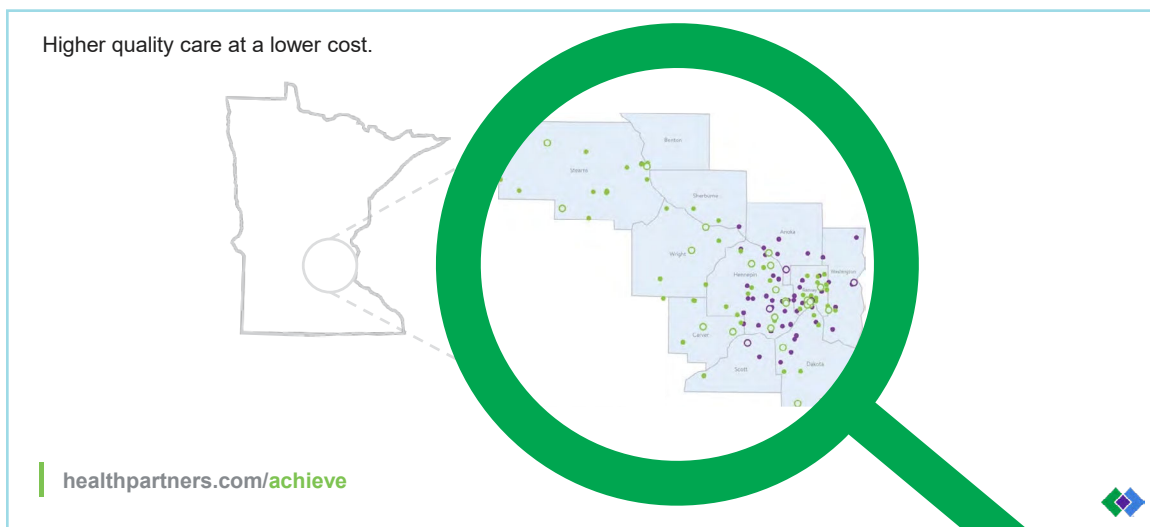 Higher quality care at a lower cost.
Benton
Stearns
Sherburne
Anoka
Wright
Hennepin
Washington
Ramsey
Carver
Scott
Dakota
healthpartners.com/achieve